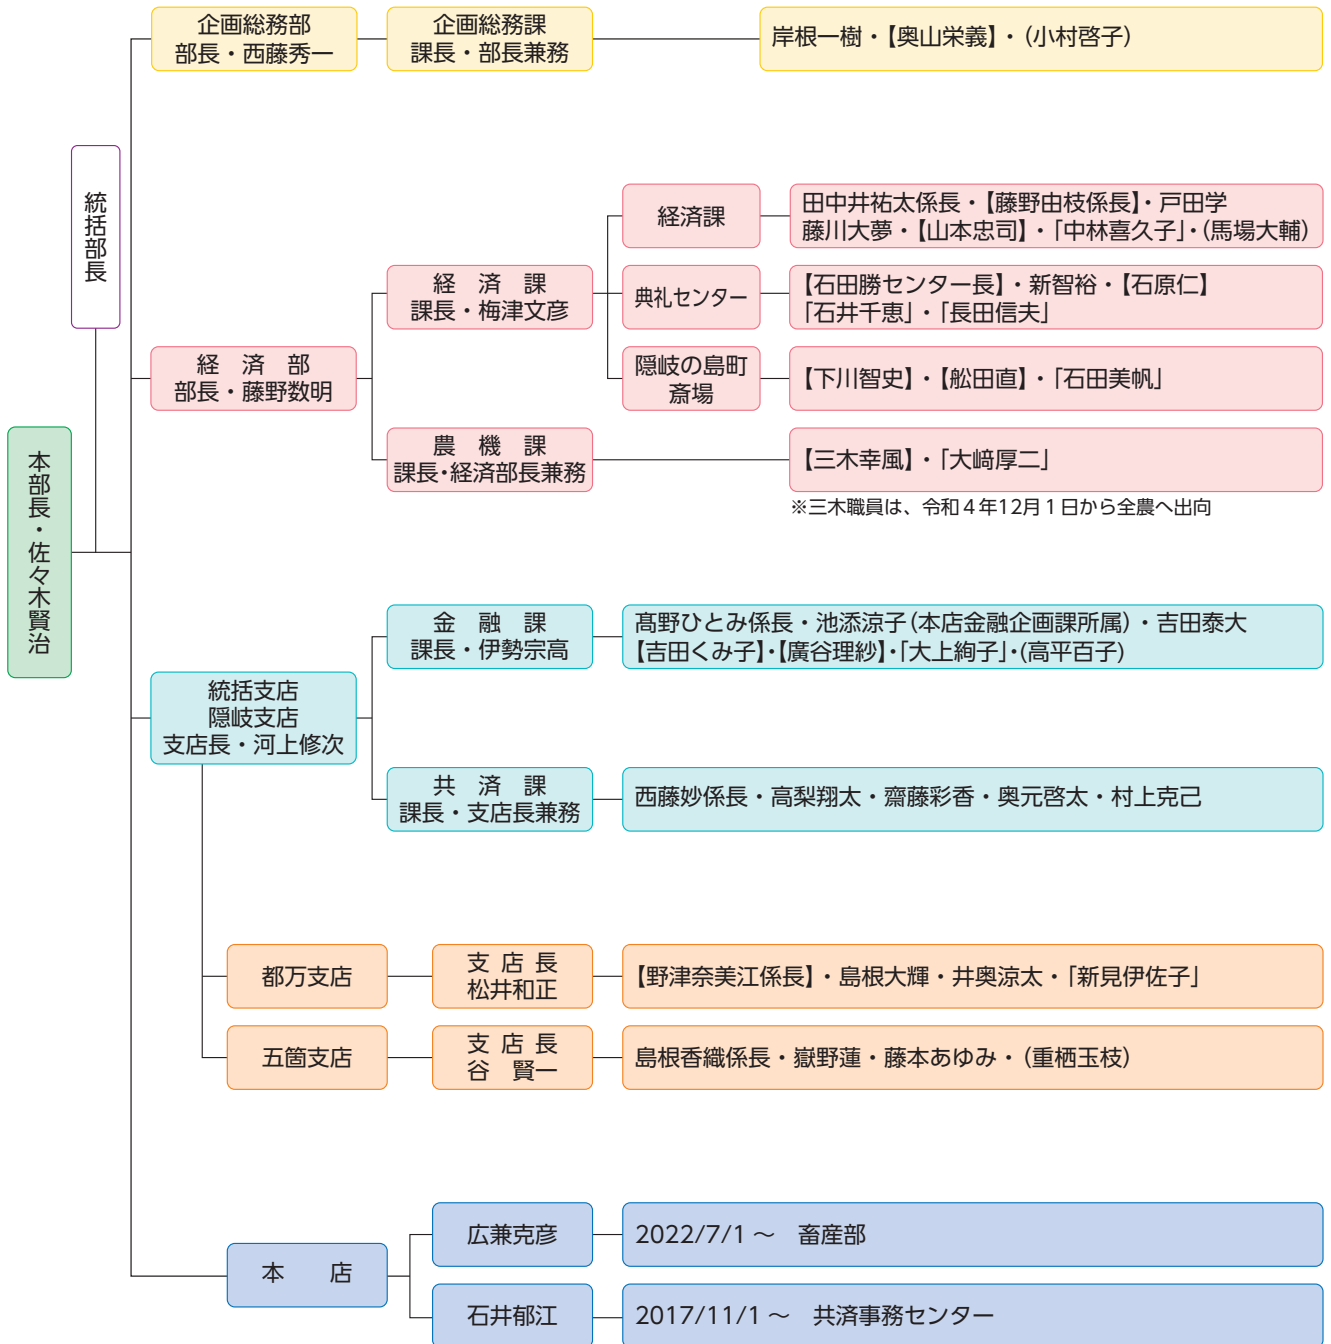 企画総務部
部長・西藤秀一
企画総務課
課長・部長兼務
岸根一樹・【奥山栄義】・（小村啓子）
統括部長
経済課
田中井祐太係長・【藤野由枝係長】・戸田学
藤川大夢・【山本忠司】・「中林喜久子」・（馬場大輔）
経　済　課
課長・梅津文彦
典礼センター
【石田勝センター長】・新智裕・【石原仁】
「石井千恵」・「長田信夫」
経　済　部
部長・藤野数明
隠岐の島町
斎場
【下川智史】・【舩田直】・「石田美帆」
農　機　課
課長・経済部長兼務
【三木幸風】・「大﨑厚二」
※三木職員は、令和４年12月１日から全農へ出向
本部長・佐々木賢治
金　融　課
課長・伊勢宗高
髙野ひとみ係長・池添涼子（本店金融企画課所属）・吉田泰大
【吉田くみ子】・【廣谷理紗】・「大上絢子」・（高平百子）
統括支店
隠岐支店
支店長・河上修次
共　済　課
課長・支店長兼務
西藤妙係長・高梨翔太・齋藤彩香・奥元啓太・村上克己
都万支店
支　店　長
松井和正
【野津奈美江係長】・島根大輝・井奥涼太・「新見伊佐子」
五箇支店
支　店　長
谷　賢一
島根香織係長・嶽野蓮・藤本あゆみ・（重栖玉枝）
本　　店
広兼克彦
2022/7/1 ～　畜産部
石井郁江
2017/11/1 ～　共済事務センター